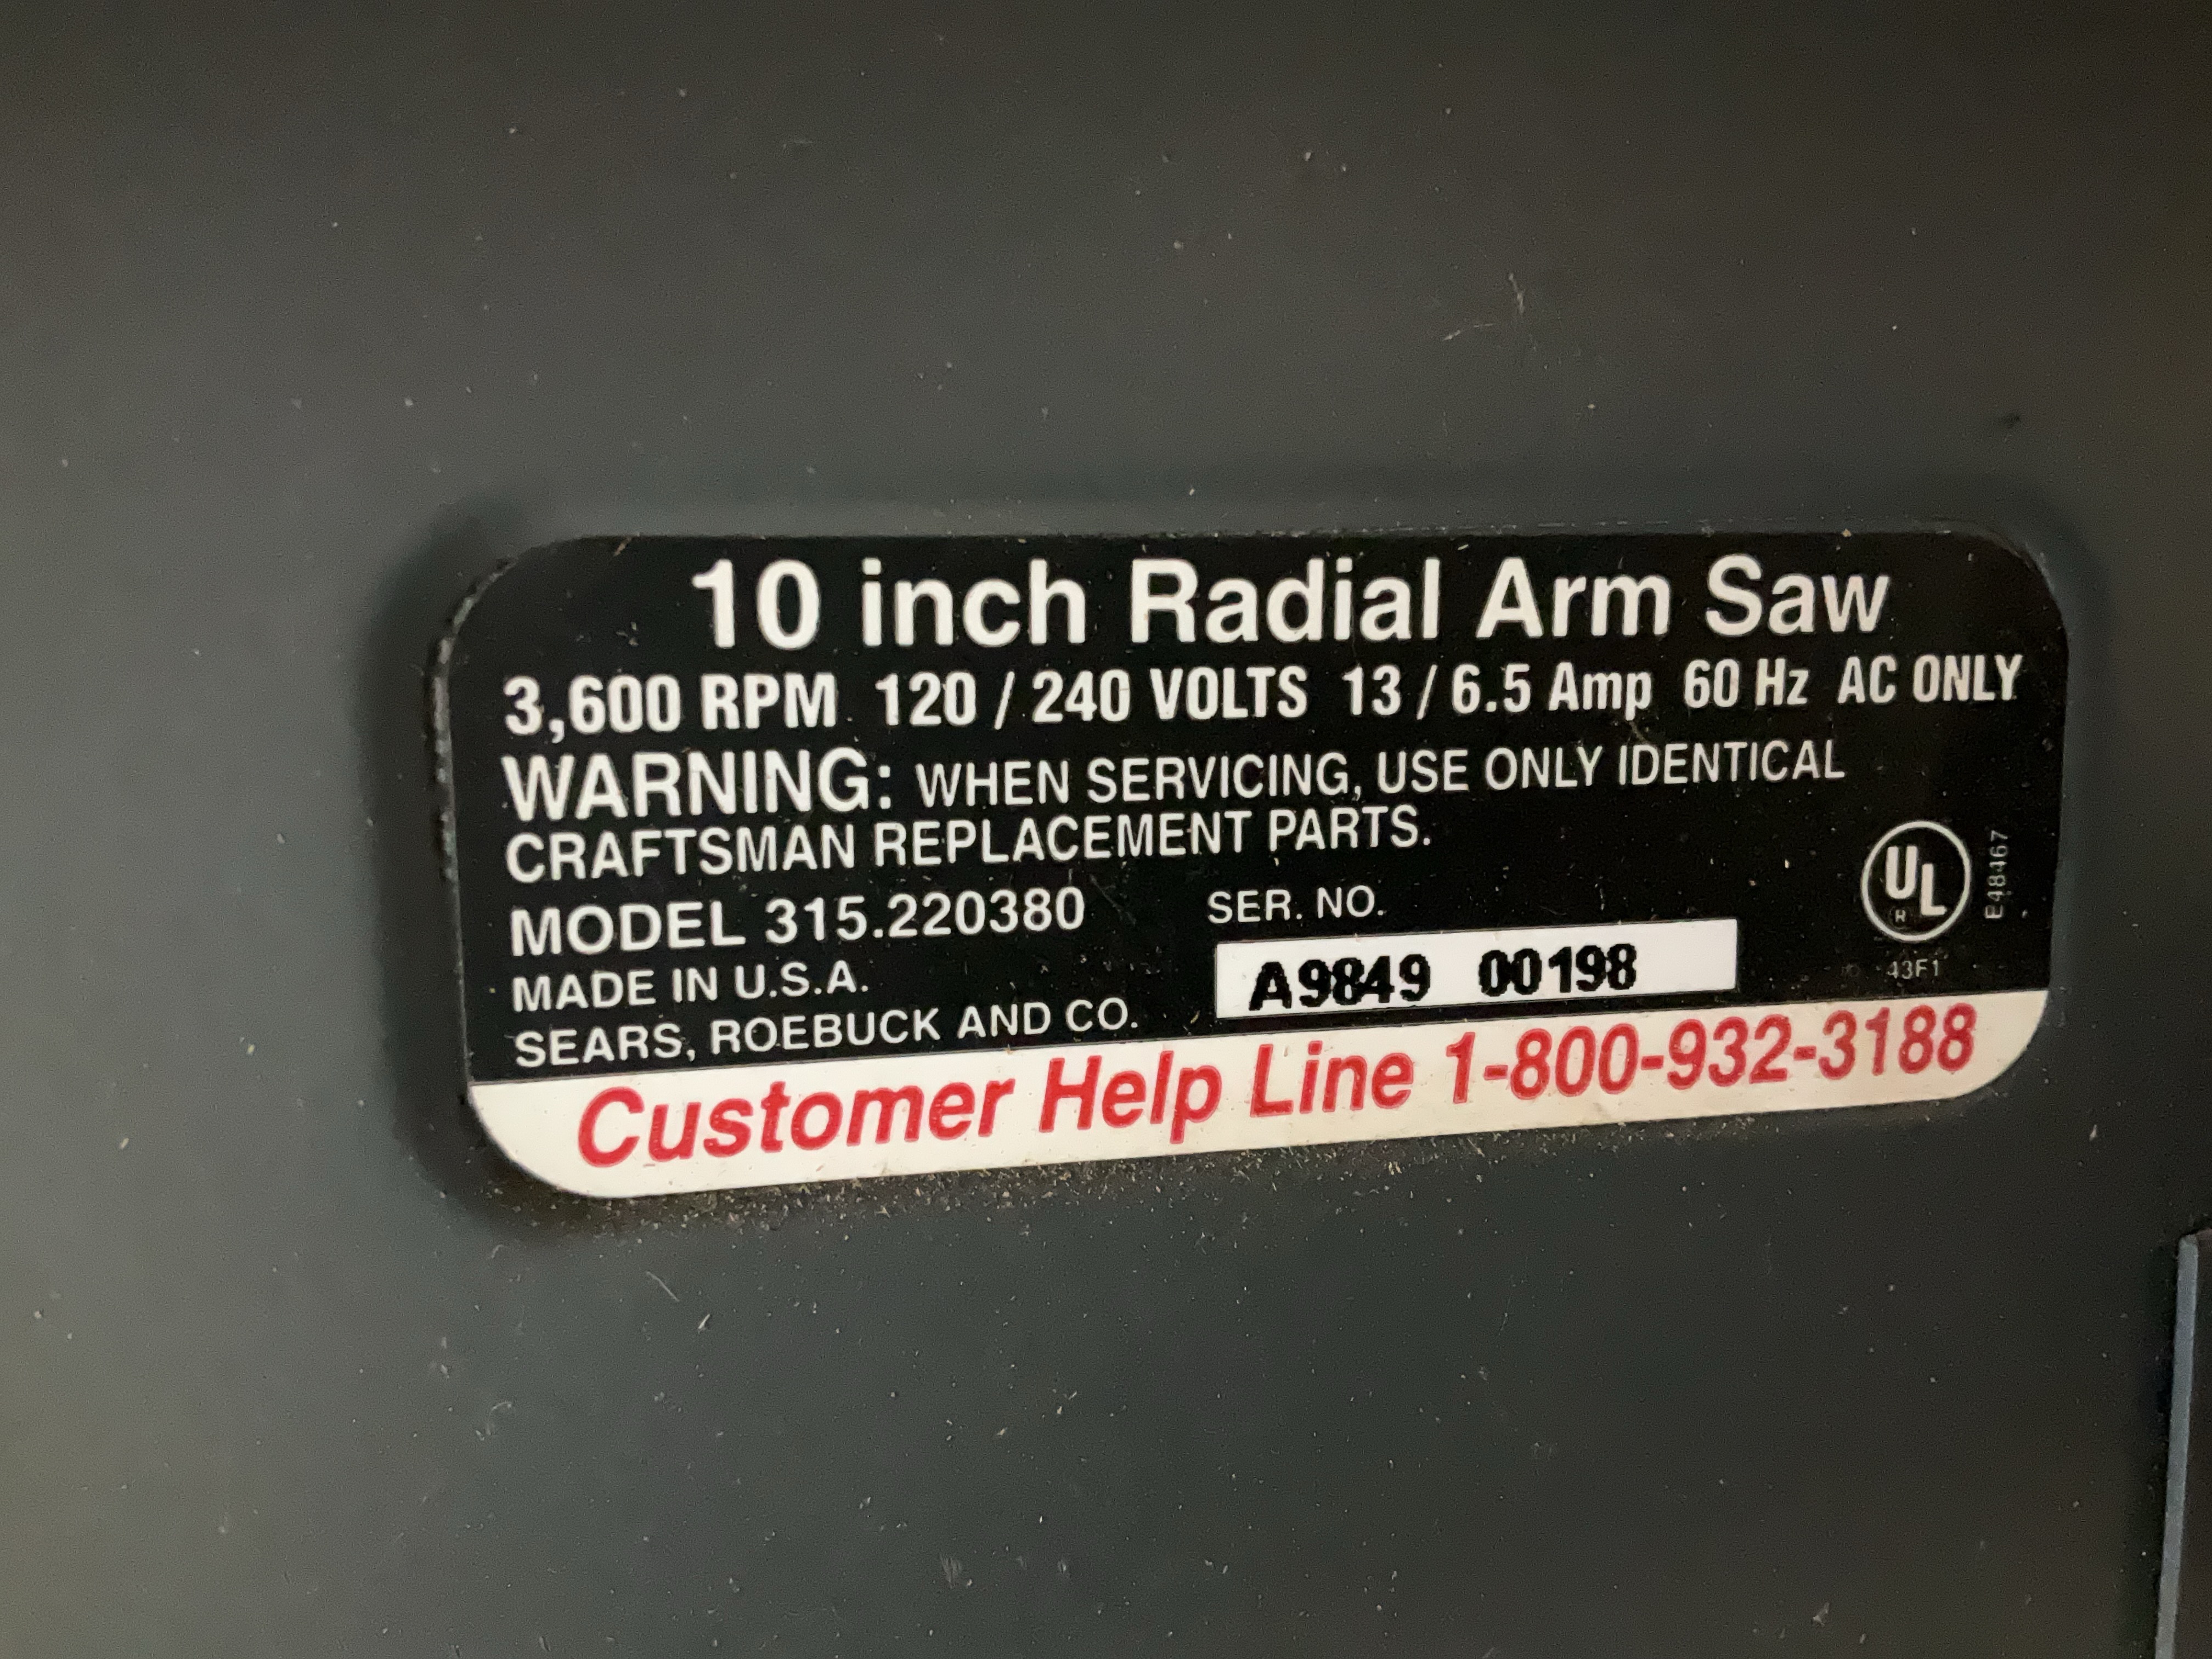 10 inch Radial Arm Saw
3,600 RPM 120 / 240 VOLTS 13 / 6.5 Amp 60 Hz AC ONLY
WARNING: WHEN SERVICING, USE ONLY IDENTICAL
CRAFTSMAN REPLACEMENT PARTS.
MODEL 315.220380
SER. NO.
A9849 00198
MADE IN U.S.A.
SEARS, ROEBUCK AND CO.
UL
R
E48467
43F1
Customer Help Line 1-800-932-3188